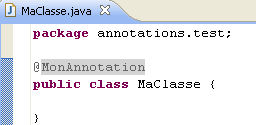 MaClasse.java
package annotations.test;
@MonAnnotation
public class MaClasse {
}